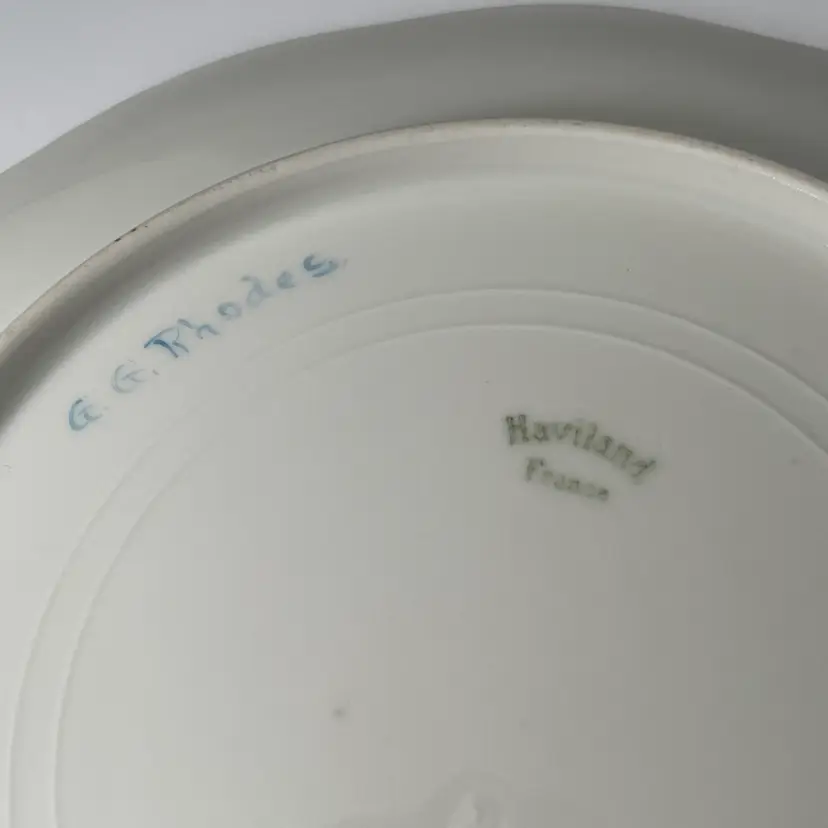 G. G. Rhodes
Haviland
France